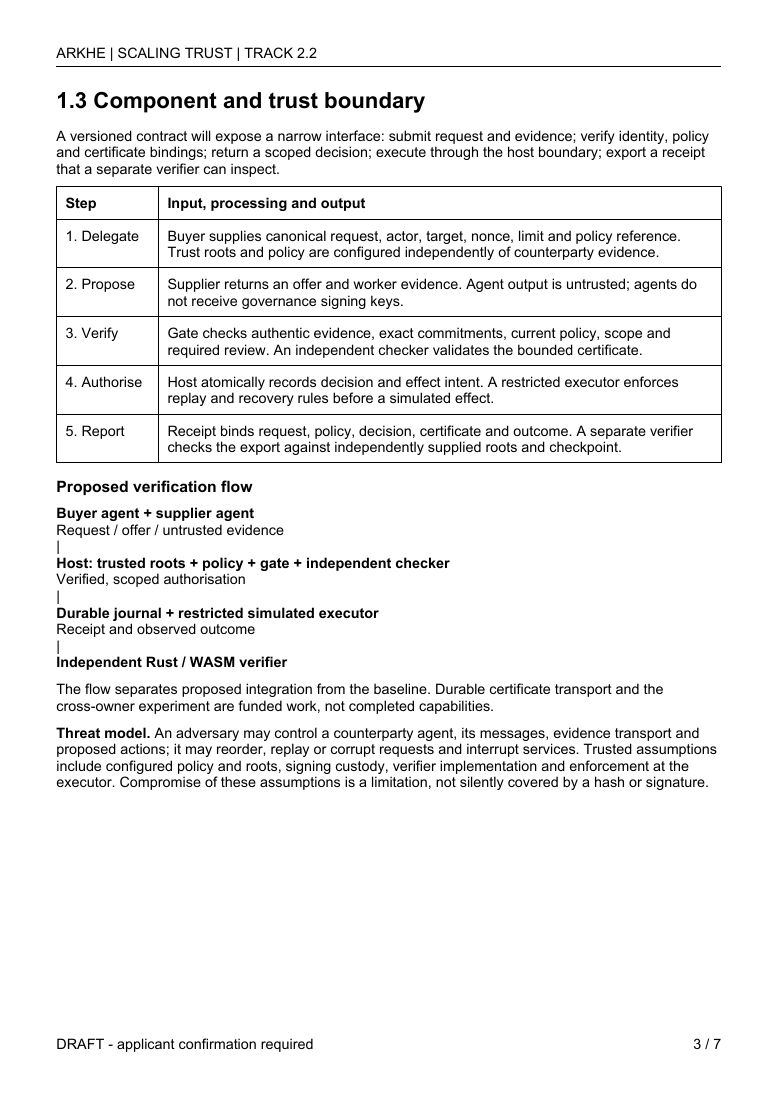 ARKHE | SCALING TRUST | TRACK 2.2
1.3 Component and trust boundary
A versioned contract will expose a narrow interface: submit request and evidence; verify identity, policy
and certificate bindings; return a scoped decision; execute through the host boundary; export a receipt
that a separate verifier can inspect.
Step
Input, processing and output
1. Delegate
Buyer supplies canonical request, actor, target, nonce, limit and policy reference.
Trust roots and policy are configured independently of counterparty evidence.
2. Propose
Supplier returns an offer and worker evidence. Agent output is untrusted; agents do
not receive governance signing keys.
3. Verify
Gate checks authentic evidence, exact commitments, current policy, scope and
required review. An independent checker validates the bounded certificate.
4. Authorise
Host atomically records decision and effect intent. A restricted executor enforces
replay and recovery rules before a simulated effect.
5. Report
Receipt binds request, policy, decision, certificate and outcome. A separate verifier
checks the export against independently supplied roots and checkpoint.
Proposed verification flow
Buyer agent + supplier agent
Request / offer / untrusted evidence
|
Host: trusted roots + policy + gate + independent checker
Verified, scoped authorisation
|
Durable journal + restricted simulated executor
Receipt and observed outcome
|
Independent Rust / WASM verifier
The flow separates proposed integration from the baseline. Durable certificate transport and the
cross-owner experiment are funded work, not completed capabilities.
Threat model. An adversary may control a counterparty agent, its messages, evidence transport and
proposed actions; it may reorder, replay or corrupt requests and interrupt services. Trusted assumptions
include configured policy and roots, signing custody, verifier implementation and enforcement at the
executor. Compromise of these assumptions is a limitation, not silently covered by a hash or signature.
DRAFT - applicant confirmation required
3 / 7